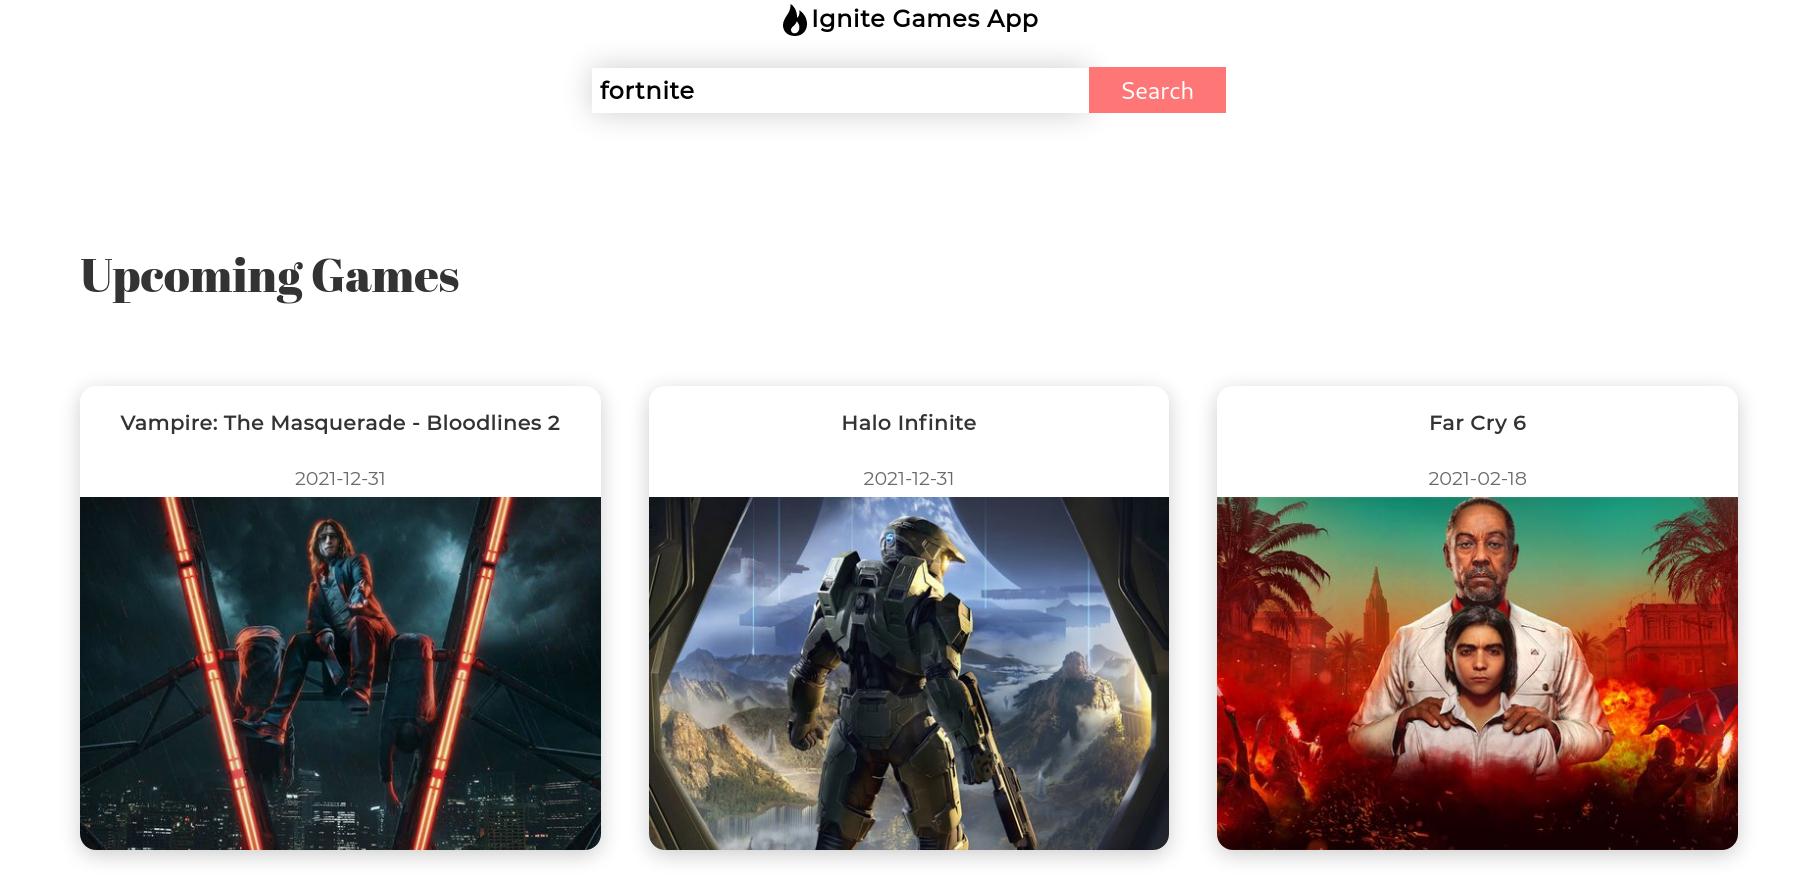 Ignite Games App
fortnite
Search
Upcoming Games
Vampire: The Masquerade - Bloodlines 2
2021-12-31
Halo Infinite
2021-12-31
Far Cry 6
2021-02-18